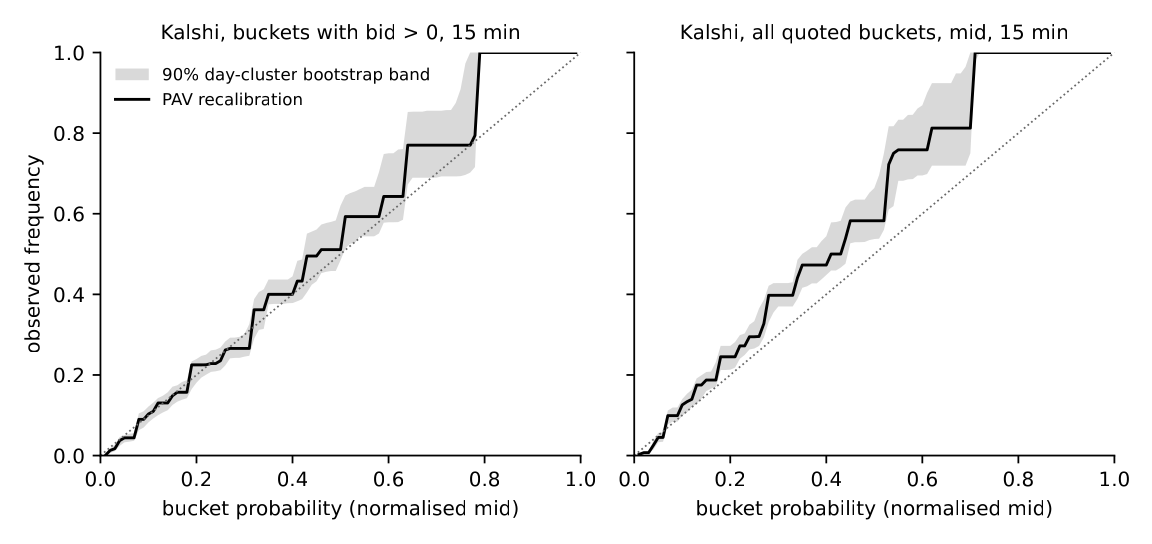 Kalshi, buckets with bid > 0, 15 min
Kalshi, all quoted buckets, mid, 15 min
1.0
90% day-cluster bootstrap band
PAV recalibration
0.8
0.6
0.4
0.2
0.0
observed frequency
0.0 0.2 0.4 0.6 0.8 1.0
0.0 0.2 0.4 0.6 0.8 1.0
bucket probability (normalised mid)
bucket probability (normalised mid)